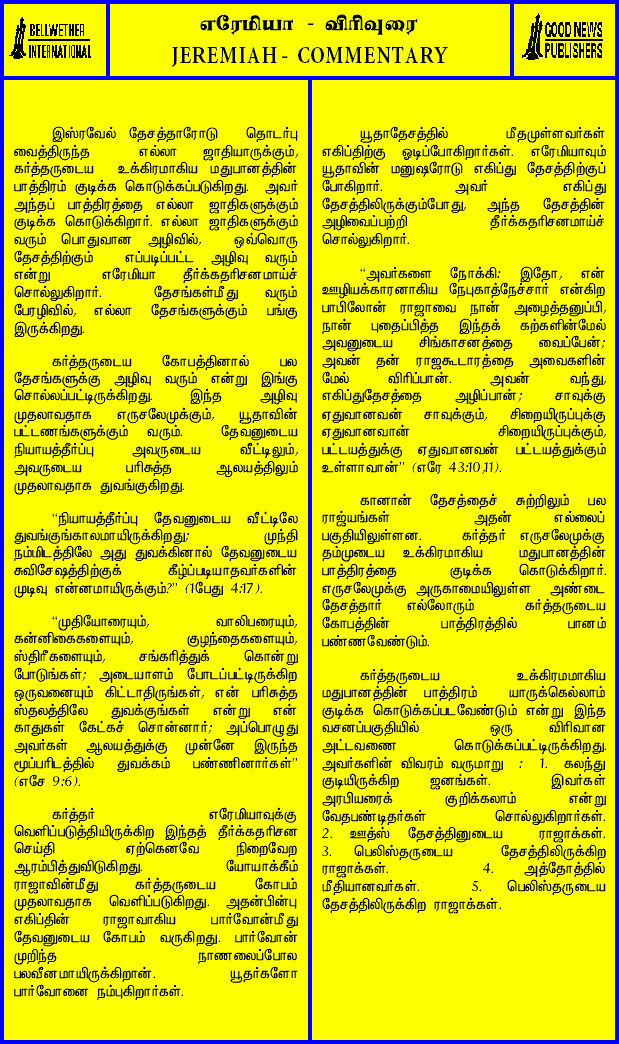 BELLWETHER
INTERNATIONAL
எரேமியா - விரிவுரை
JEREMIAH - COMMENTARY
GOOD NEWS
PUBLISHERS
இஸ்ரவேல் தேசத்தாரோடு தொடர்பு
வைத்திருந்த எல்லா ஜாதியாருக்கும்,
கர்த்தருடைய உக்கிரமாகிய மதுபானத்தின்
பாத்திரம் குடிக்க கொடுக்கப்படுகிறது. அவர்
அந்தப் பாத்திரத்தை எல்லா ஜாதிகளுக்கும்
குடிக்க கொடுக்கிறார். எல்லா ஜாதிகளுக்கும்
வரும் பொதுவான அழிவில், ஒவ்வொரு
தேசத்திற்கும் எப்படிப்பட்ட அழிவு வரும்
என்று எரேமியா தீர்க்கதரிசனமாய்ச்
சொல்லுகிறார். தேசங்கள்மீது வரும்
பேரழிவில், எல்லா தேசங்களுக்கும் பங்கு
இருக்கிறது.
கர்த்தருடைய கோபத்தினால் பல
தேசங்களுக்கு அழிவு வரும் என்று இங்கு
சொல்லப்பட்டிருக்கிறது. இந்த அழிவு
முதலாவதாக எருசலேமுக்கும், யூதாவின்
பட்டணங்களுக்கும் வரும். தேவனுடைய
நியாயத்தீர்ப்பு அவருடைய வீட்டிலும்,
அவருடைய பரிசுத்த ஆலயத்திலும்
முதலாவதாக துவங்குகிறது.
“நியாயத்தீர்ப்பு தேவனுடைய வீட்டிலே
துவங்குங்காலமாயிருக்கிறது; முந்தி
நம்மிடத்திலே அது துவக்கினால் தேவனுடைய
சுவிசேஷத்திற்குக் கீழ்ப்படியாதவர்களின்
முடிவு என்னமாயிருக்கும்?” (1பேது 4:17).
“முதியோரையும், வாலிபரையும்,
கன்னிகைகளையும், குழந்தைகளையும்,
ஸ்திரீகளையும், சங்கரித்துக் கொன்று
போடுங்கள்; அடையாளம் போடப்பட்டிருக்கிற
ஒருவனையும் கிட்டாதிருங்கள், என் பரிசுத்த
ஸ்தலத்திலே துவக்குங்கள் என்று என்
காதுகள் கேட்கச் சொன்னார்; அப்பொழுது
அவர்கள் ஆலயத்துக்கு முன்னே இருந்த
மூப்பரிடத்தில் துவக்கம் பண்ணினார்கள்”
(எசே 9:6).
கர்த்தர் எரேமியாவுக்கு
வெளிப்படுத்தியிருக்கிற இந்தத் தீர்க்கதரிசன
செய்தி ஏற்கெனவே நிறைவேற
ஆரம்பித்துவிடுகிறது. யோயாக்கீம்
ராஜாவின்மீது கர்த்தருடைய கோபம்
முதலாவதாக வெளிப்படுகிறது. அதன்பின்பு
எகிப்தின் ராஜாவாகிய பார்வோன்மீது
தேவனுடைய கோபம் வருகிறது. பார்வோன்
முறிந்த நாணலைப்போல
பலவீனமாயிருக்கிறான். யூதர்களோ
பார்வோனை நம்புகிறார்கள்.
யூதாதேசத்தில் மீதமுள்ளவர்கள்
எகிப்திற்கு ஓடிப்போகிறார்கள். எரேமியாவும்
யூதாவின் மனுஷரோடு எகிப்து தேசத்திற்குப்
போகிறார். அவர் எகிப்து
தேசத்திலிருக்கும்போது, அந்த தேசத்தின்
அழிவைப்பற்றி தீர்க்கதரிசனமாய்ச்
சொல்லுகிறார்.
“அவர்களை நோக்கி: இதோ, என்
ஊழியக்காரனாகிய நேபுகாத்நேச்சார் என்கிற
பாபிலோன் ராஜாவை நான் அழைத்தனுப்பி,
நான் புதைப்பித்த இந்தக் கற்களின்மேல்
அவனுடைய சிங்காசனத்தை வைப்பேன்;
அவன் தன் ராஜகூடாரத்தை அவைகளின்
மேல் விரிப்பான். அவன் வந்து,
எகிப்துதேசத்தை அழிப்பான்; சாவுக்கு
ஏதுவானவன் சாவுக்கும், சிறையிருப்புக்கு
ஏதுவானவான் சிறையிருப்புக்கும்,
பட்டயத்துக்கு ஏதுவானவன் பட்டயத்துக்கும்
உள்ளாவான்” (எரே 43:10,11).
கானான் தேசத்தைச் சுற்றிலும் பல
ராஜ்யங்கள் அதன் எல்லைப்
பகுதியிலுள்ளன. கர்த்தர் எருசலேமுக்கு
தம்முடைய உக்கிரமாகிய மதுபானத்தின்
பாத்திரத்தை குடிக்க கொடுக்கிறார்.
எருசலேமுக்கு அருகாமையிலுள்ள அண்டை
தேசத்தார் எல்லோரும் கர்த்தருடைய
கோபத்தின் பாத்திரத்தில் பானம்
பண்ணவேண்டும்.
கர்த்தருடைய உக்கிரமமாகிய
மதுபானத்தின் பாத்திரம் யாருக்கெல்லாம்
குடிக்க கொடுக்கப்படவேண்டும் என்று இந்த
வசனப்பகுதியில் ஒரு விரிவான
அட்டவணை கொடுக்கப்பட்டிருக்கிறது.
அவர்களின் விவரம் வருமாறு : 1. கலந்து
குடியிருக்கிற ஜனங்கள். இவர்கள்
அரபியரைக் குறிக்கலாம் என்று
வேதபண்டிதர்கள் சொல்லுகிறார்கள்.
2. ஊத்ஸ் தேசத்தினுடைய ராஜாக்கள்.
3. பெலிஸ்தருடைய தேசத்திலிருக்கிற
ராஜாக்கள். 4. அத்தோத்தில்
மீதியானவர்கள். 5. பெலிஸ்தருடைய
தேசத்திலிருக்கிற ராஜாக்கள்.